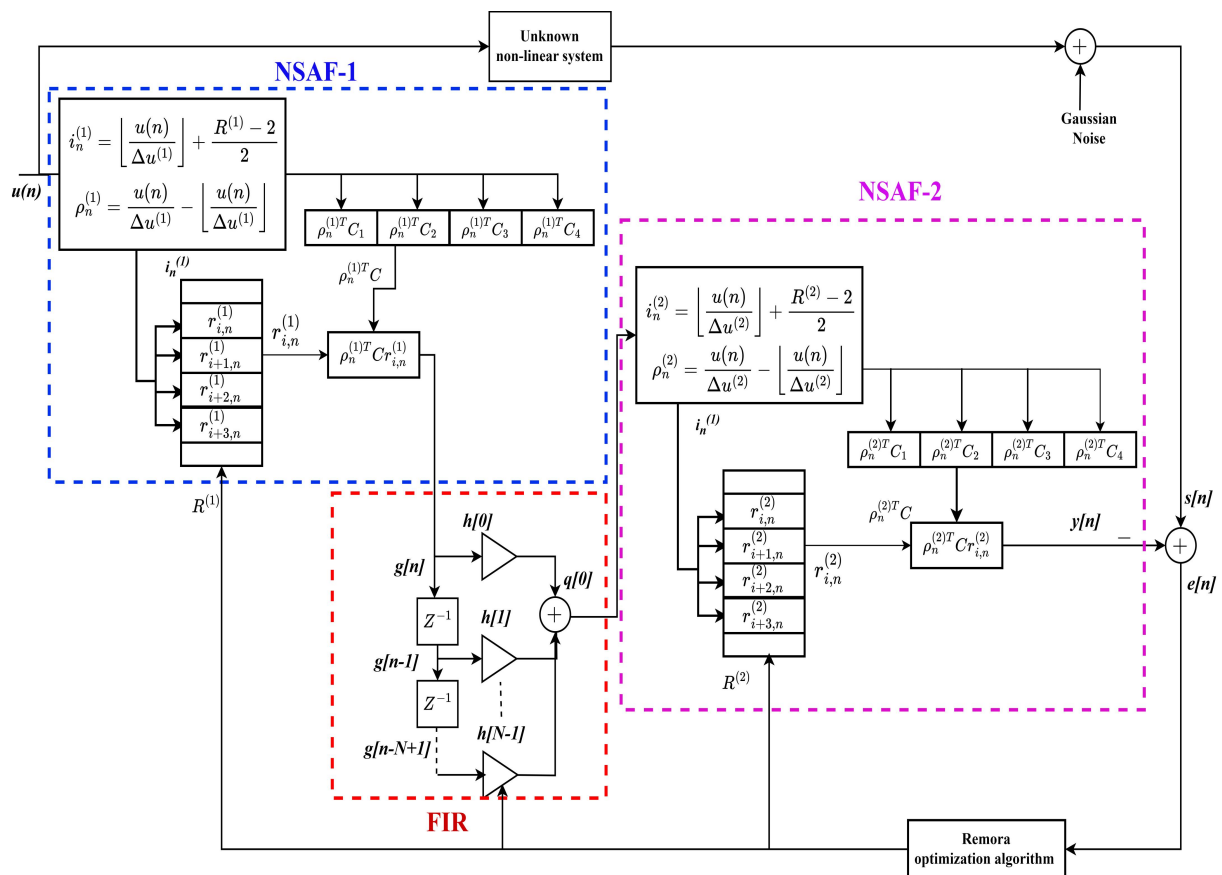 Unknown
non-linear system
+
Gaussian
Noise
NSAF-1
i_n^{(1)} = ⌊u(n)/Δu^{(1)}⌋ + (R^{(1)} − 2)/2
ρ_n^{(1)} = u(n)/Δu^{(1)} − ⌊u(n)/Δu^{(1)}⌋
u(n)
ρ_n^{(1)T}C_1 ρ_n^{(1)T}C_2 ρ_n^{(1)T}C_3 ρ_n^{(1)T}C_4
i_n^{(1)}
ρ_n^{(1)T}C
r_{i,n}^{(1)}
r_{i+1,n}^{(1)}
r_{i+2,n}^{(1)}
r_{i+3,n}^{(1)}
r_{i,n}^{(1)}
ρ_n^{(1)T}Cr_{i,n}^{(1)}
R^{(1)}
NSAF-2
i_n^{(2)} = ⌊u(n)/Δu^{(2)}⌋ + (R^{(2)} − 2)/2
ρ_n^{(2)} = u(n)/Δu^{(2)} − ⌊u(n)/Δu^{(2)}⌋
i_n^{(1)}
ρ_n^{(2)T}C_1 ρ_n^{(2)T}C_2 ρ_n^{(2)T}C_3 ρ_n^{(2)T}C_4
r_{i,n}^{(2)}
r_{i+1,n}^{(2)}
r_{i+2,n}^{(2)}
r_{i+3,n}^{(2)}
r_{i,n}^{(2)}
ρ_n^{(2)T}C
ρ_n^{(2)T}Cr_{i,n}^{(2)}
R^{(2)}
y[n]
−
s[n]
+
e[n]
h[0]
g[n]
q[0]
Z^{−1}
h[1]
+
g[n-1]
Z^{−1}
h[N-1]
g[n-N+1]
FIR
Remora
optimization algorithm